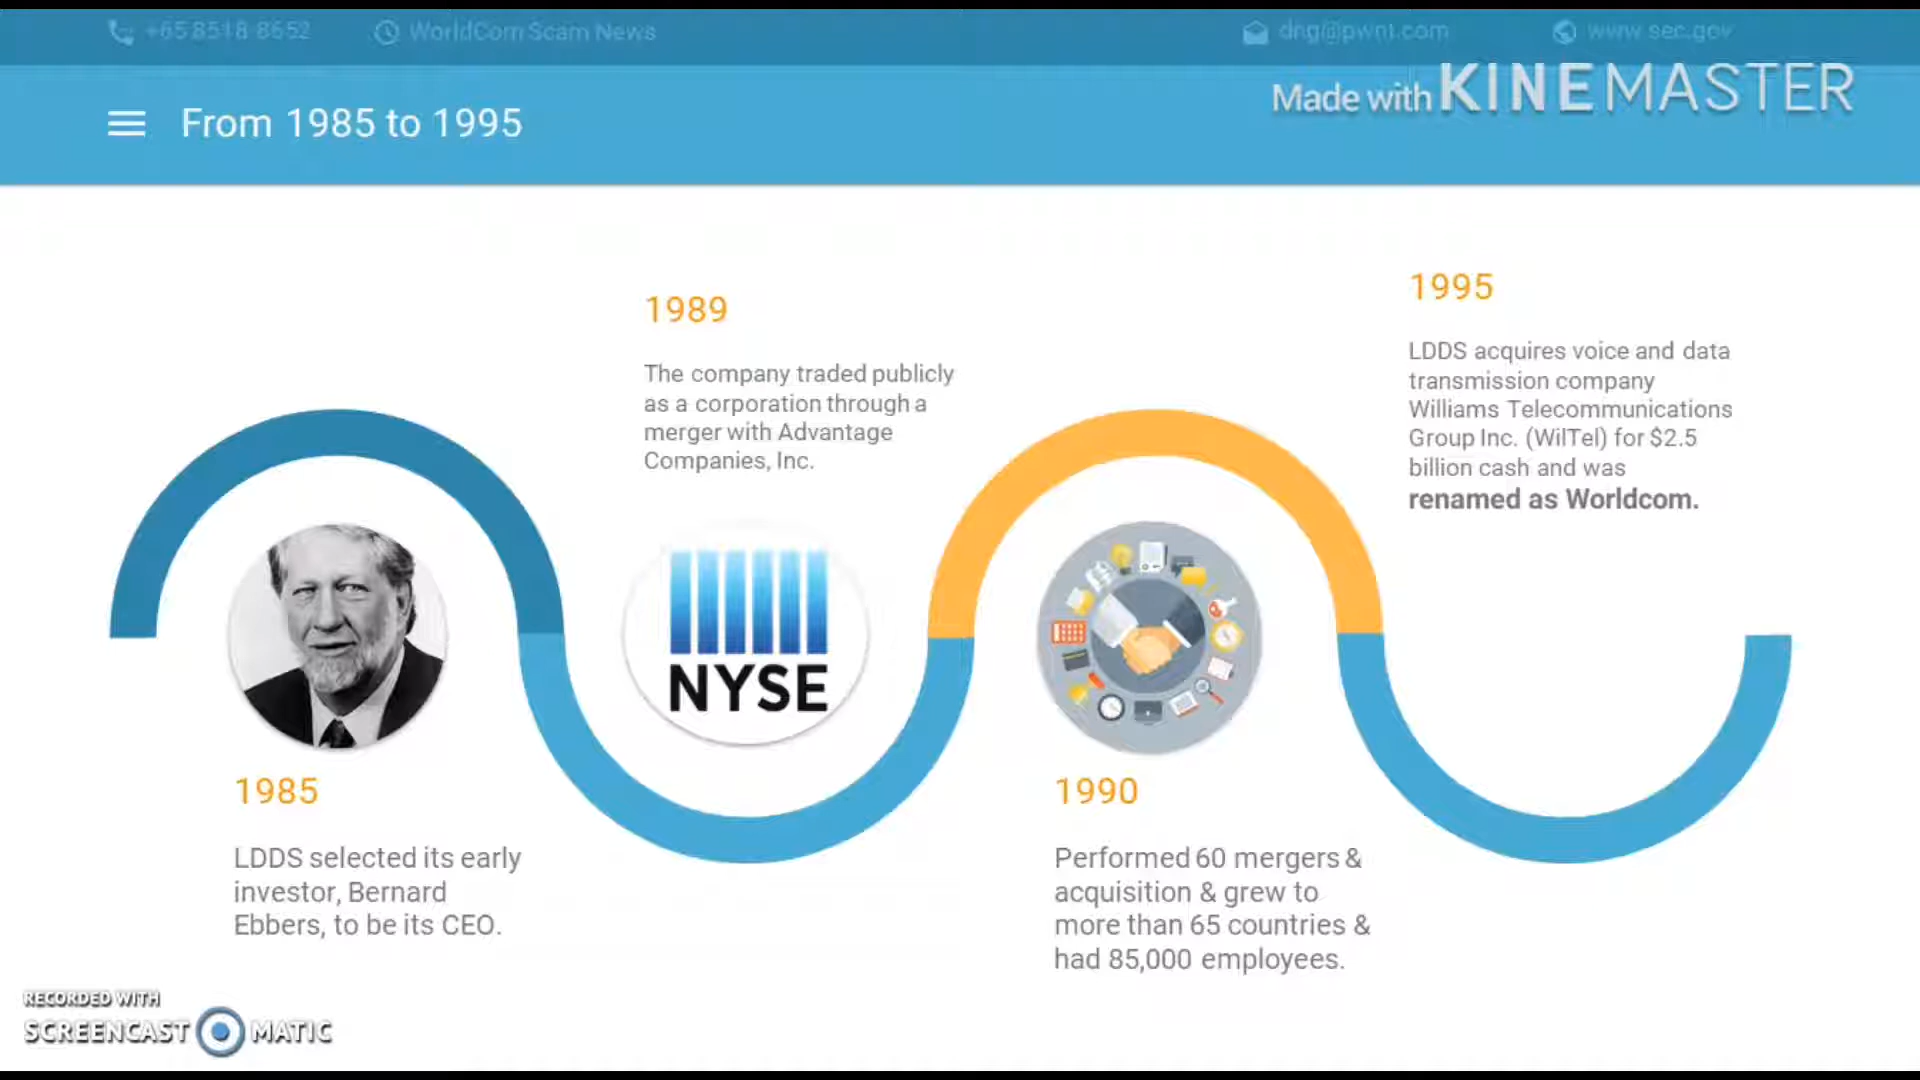 +65 8518 8652
WorldCom Scam News
dng@pwnt.com
www.sec.gov
Made with KINEMASTER
From 1985 to 1995
1989
The company traded publicly
as a corporation through a
merger with Advantage
Companies, Inc.
1995
LDDS acquires voice and data
transmission company
Williams Telecommunications
Group Inc. (WilTel) for $2.5
billion cash and was
renamed as Worldcom.
NYSE
1985
LDDS selected its early
investor, Bernard
Ebbers, to be its CEO.
1990
Performed 60 mergers &
acquisition & grew to
more than 65 countries &
had 85,000 employees.
RECORDED WITH
SCREENCAST MATIC